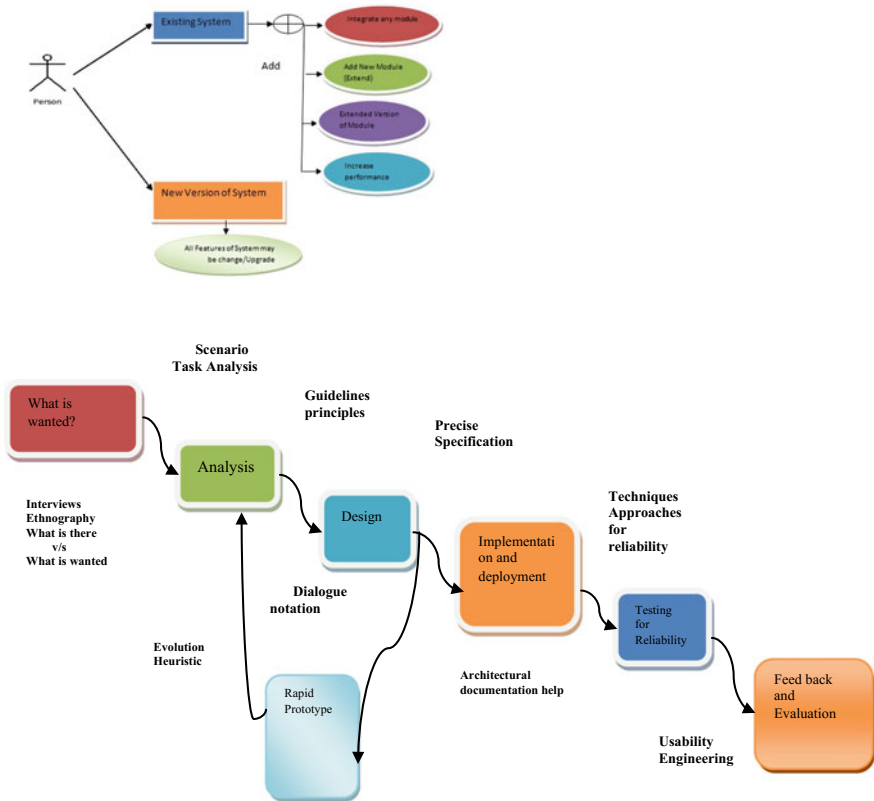 Existing System
Integrate any module
Add
Add New Module
(Extend)
Person
Extended Version
of Module
Increase
performance
New Version of System
All Features of System may
be change/Upgrade
Scenario
Task Analysis
What is
wanted?
Guidelines
principles
Precise
Specification
Analysis
Interviews
Ethnography
What is there
v/s
What is wanted
Design
Techniques
Approaches
for
reliability
Implementati
on and
deployment
Dialogue
notation
Testing
for
Reliability
Evolution
Heuristic
Architectural
documentation help
Rapid
Prototype
Feed back
and
Evaluation
Usability
Engineering